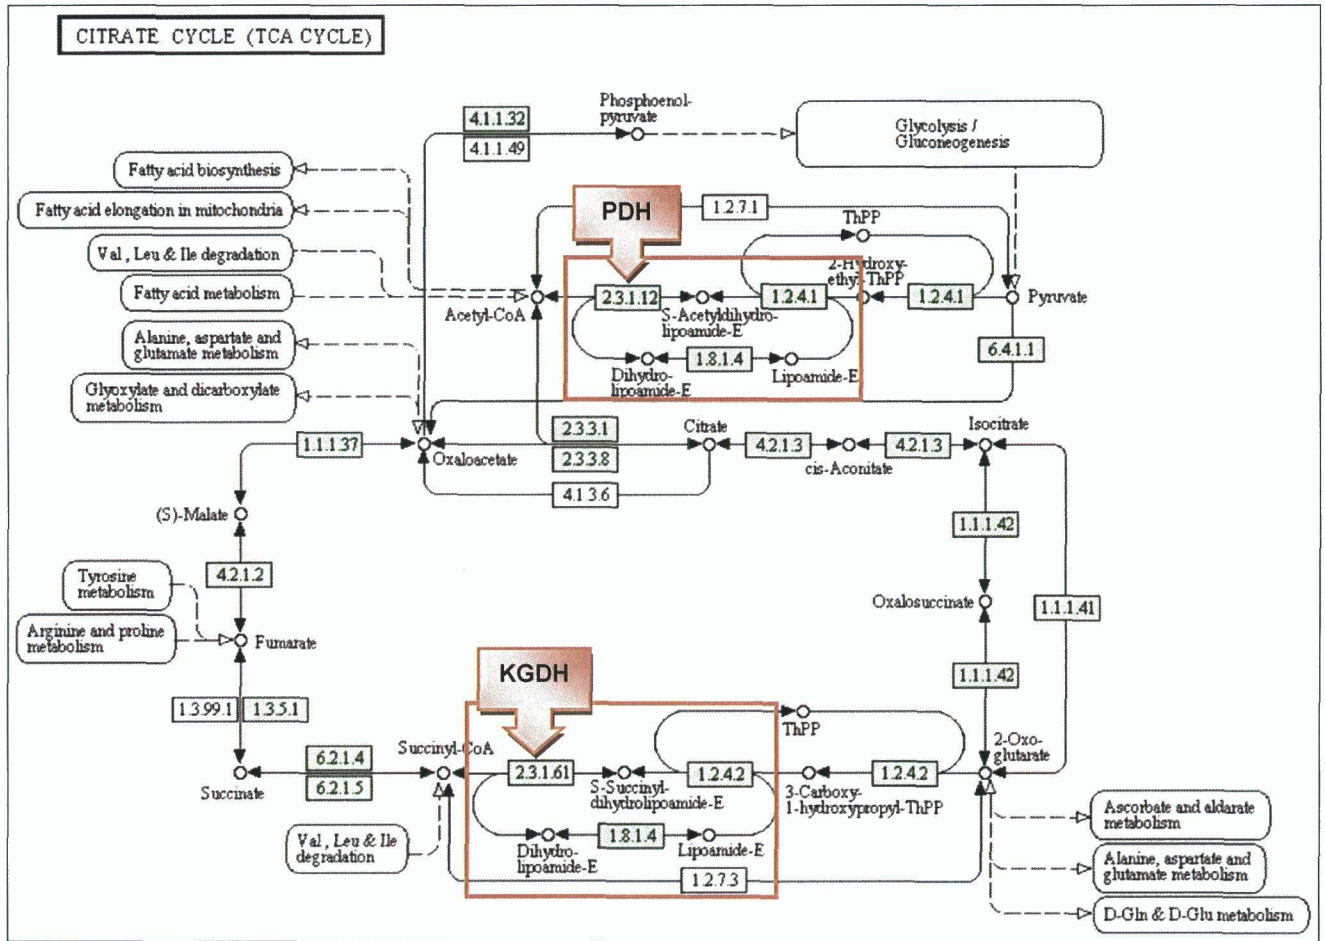 CITRATE CYCLE (TCA CYCLE)
Phosphoenol-
pyruvate
4.1.1.32
4.1.1.49
Glycolysis /
Gluconeogenesis
Fatty acid biosynthesis
Fatty acid elongation in mitochondria
Val , Leu & Ile degradation
Fatty acid metabolism
Alanine, aspartate and
glutamate metabolism
Glyoxylate and dicarboxylate
metabolism
PDH
1.2.7.1
ThPP
2-Hydroxy-
ethyl-ThPP
Acetyl-CoA
2.3.1.12
S-Acetyldihydro-
lipoamide-E
1.2.4.1
1.2.4.1
Pyruvate
Dihydro-
lipoamide-E
1.8.1.4
Lipoamide-E
6.4.1.1
1.1.1.37
Oxaloacetate
2.3.3.1
2.3.3.8
4.1.3.6
Citrate
4.2.1.3
cis-Aconitate
4.2.1.3
Isocitrate
(S)-Malate
1.1.1.42
4.2.1.2
Tyrosine
metabolism
Arginine and proline
metabolism
Fumarate
Oxalosuccinate
1.1.1.41
1.1.1.42
KGDH
1.3.99.1
1.3.5.1
ThPP
2-Oxo-
glutarate
Succinate
6.2.1.4
6.2.1.5
Succinyl-CoA
2.3.1.61
S-Succinyl-
dihydrolipoamide-E
1.2.4.2
3-Carboxy-
1-hydroxypropyl-ThPP
1.2.4.2
Val , Leu & Ile
degradation
Dihydro-
lipoamide-E
1.8.1.4
Lipoamide-E
1.2.7.3
Ascorbate and aldarate
metabolism
Alanine, aspartate and
glutamate metabolism
D-Gln & D-Glu metabolism